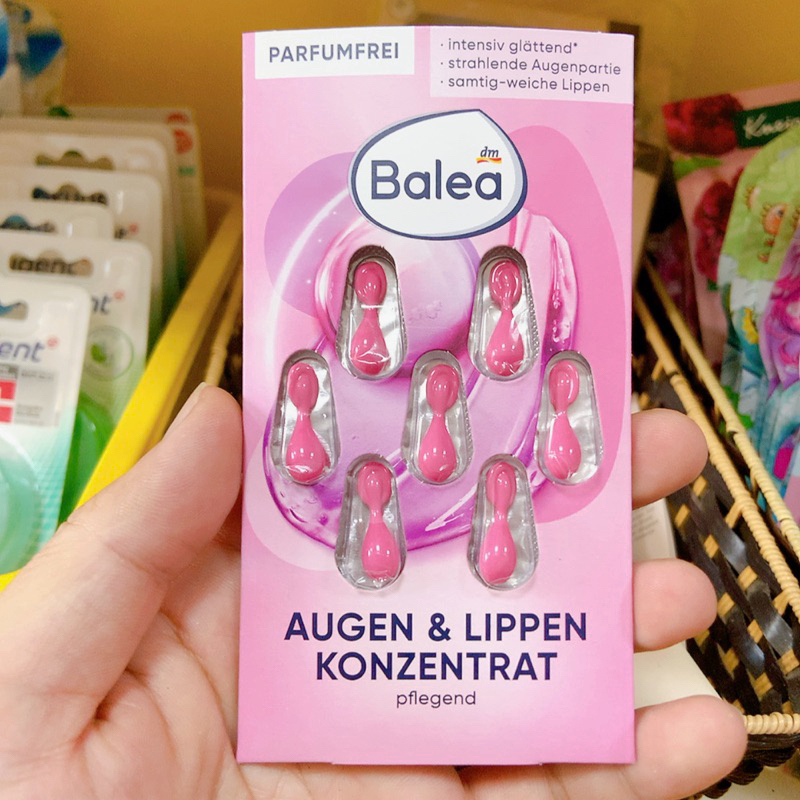 PARFUMFREI
· intensiv glättend*
· strahlende Augenpartie
· samtig-weiche Lippen
dm
Balea
AUGEN & LIPPEN
KONZENTRAT
pflegend